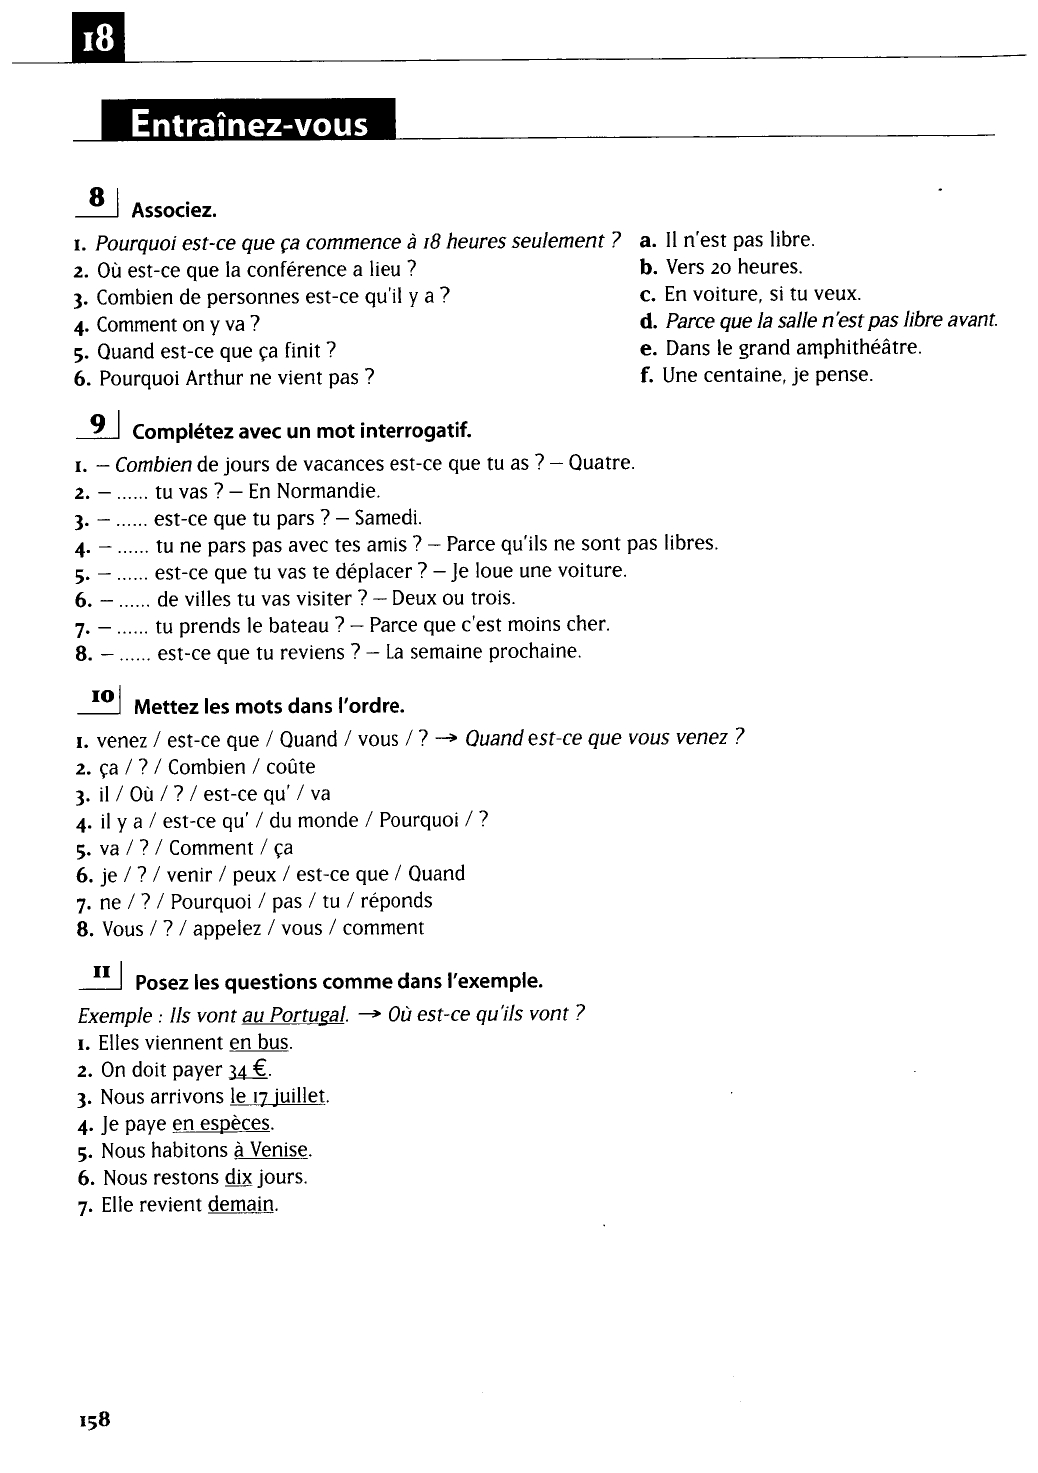 18
Entraînez-vous
8 Associez.
1. Pourquoi est-ce que ça commence à 18 heures seulement ?
2. Où est-ce que la conférence a lieu ?
3. Combien de personnes est-ce qu'il y a ?
4. Comment on y va ?
5. Quand est-ce que ça finit ?
6. Pourquoi Arthur ne vient pas ?
a. Il n'est pas libre.
b. Vers 20 heures.
c. En voiture, si tu veux.
d. Parce que la salle n'est pas libre avant.
e. Dans le grand amphithéâtre.
f. Une centaine, je pense.
9 Complétez avec un mot interrogatif.
1. – Combien de jours de vacances est-ce que tu as ? – Quatre.
2. – ...... tu vas ? – En Normandie.
3. – ...... est-ce que tu pars ? – Samedi.
4. – ...... tu ne pars pas avec tes amis ? – Parce qu'ils ne sont pas libres.
5. – ...... est-ce que tu vas te déplacer ? – Je loue une voiture.
6. – ...... de villes tu vas visiter ? – Deux ou trois.
7. – ...... tu prends le bateau ? – Parce que c'est moins cher.
8. – ...... est-ce que tu reviens ? – La semaine prochaine.
10 Mettez les mots dans l'ordre.
1. venez / est-ce que / Quand / vous / ? → Quand est-ce que vous venez ?
2. ça / ? / Combien / coûte
3. il / Où / ? / est-ce qu' / va
4. il y a / est-ce qu' / du monde / Pourquoi / ?
5. va / ? / Comment / ça
6. je / ? / venir / peux / est-ce que / Quand
7. ne / ? / Pourquoi / pas / tu / réponds
8. Vous / ? / appelez / vous / comment
11 Posez les questions comme dans l'exemple.
Exemple : Ils vont au Portugal. → Où est-ce qu'ils vont ?
1. Elles viennent en bus.
2. On doit payer 34 €.
3. Nous arrivons le 17 juillet.
4. Je paye en espèces.
5. Nous habitons à Venise.
6. Nous restons dix jours.
7. Elle revient demain.
158